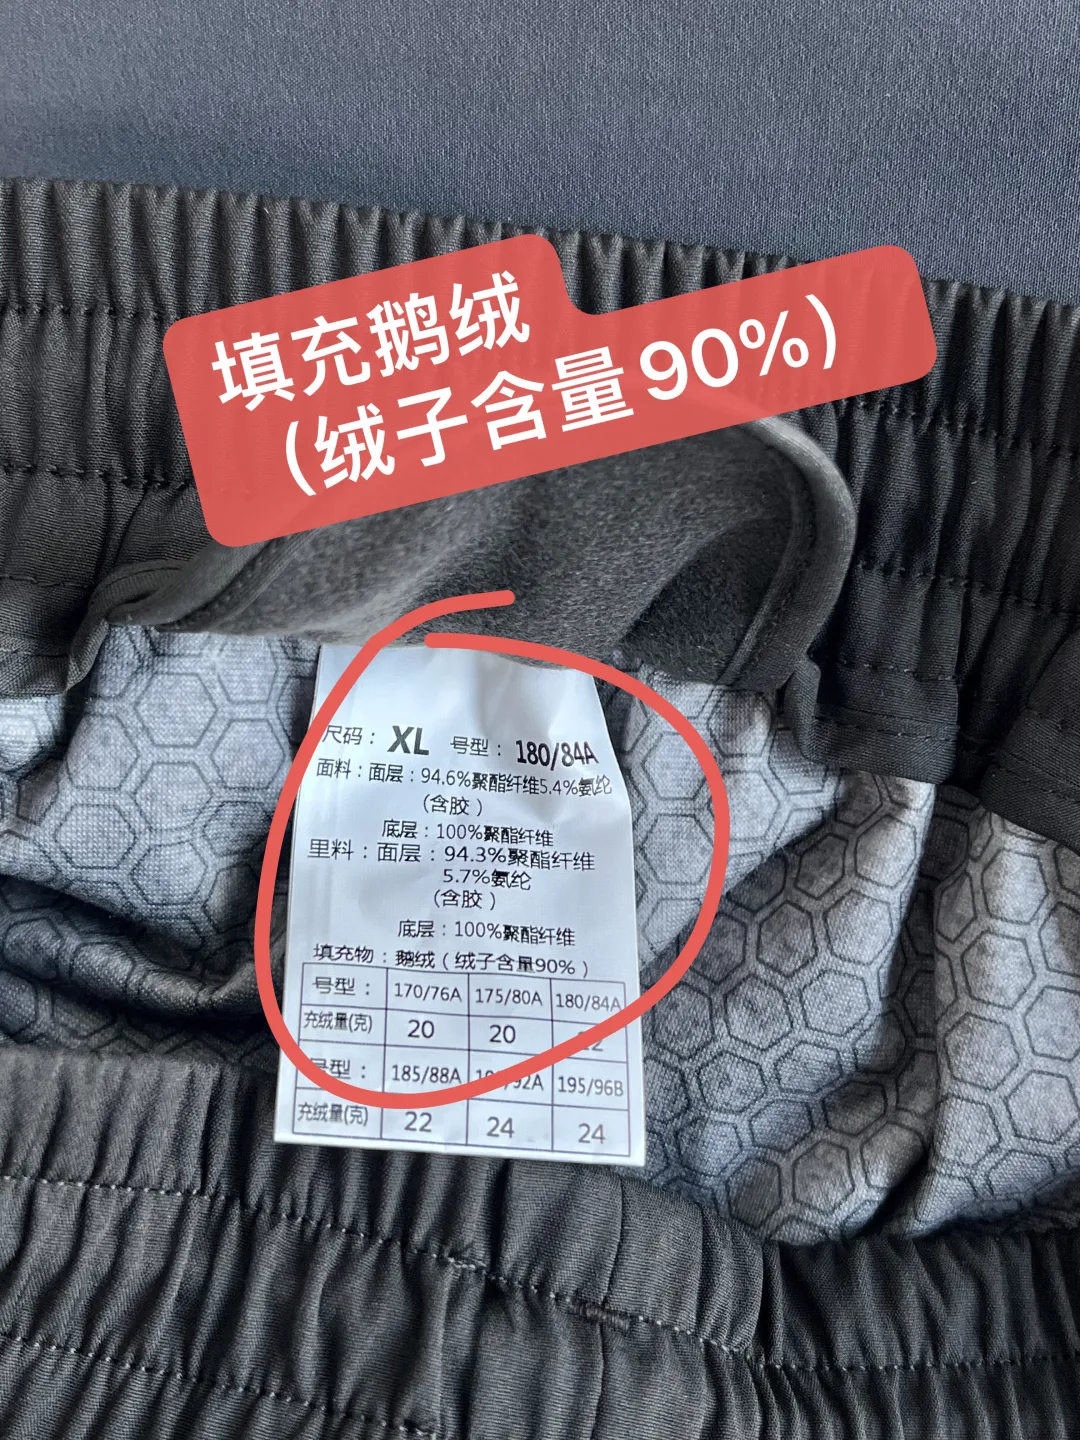 填充鹅绒
（绒子含量90%）
尺码： XL 号型： 180/84A
面料：面层：94.6%聚酯纤维5.4%氨纶
（含胶）
底层：100%聚酯纤维
里料：面层：94.3%聚酯纤维
5.7%氨纶
（含胶）
底层：100%聚酯纤维
填充物：鹅绒（绒子含量90%）
号型： 170/76A 175/80A 180/84A
充绒量(克) 20 20
号型： 185/88A 195/96B
充绒量(克) 22 24 24